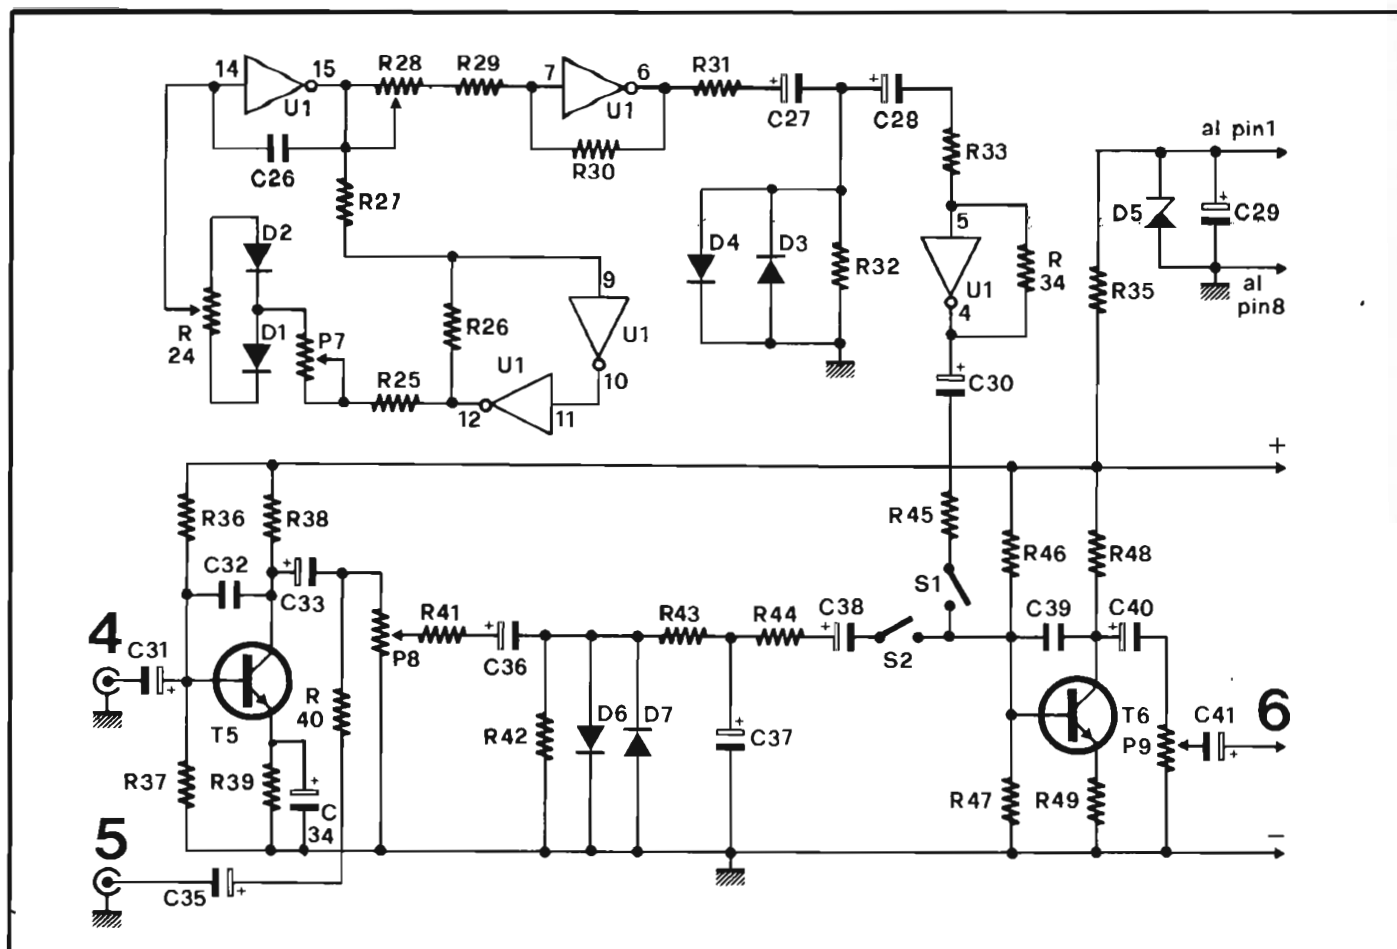 14 15 R28 R29 7 6 R31
U1 U1 C27 C28
C26 R30 R33 al pin1
R27 5 D5 C29
D2 D4 D3 R32 U1 R 34 R35 al pin8
9 4
R 24 D1 P7 R26 U1 U1
R25 10 C30
12 11
+
R36 R38 R45 R46 R48
C32 C33 S1
R41 R43 R44 C38 C39 C40
4 C31 P8 C36 S2
T5 R 40 R42 D6 D7 C37 T6 C41 6
P9
R37 R39 C 34 R47 R49
5 −
C35
+
+
+
+
+
+
+
+
+
+
+
+
+